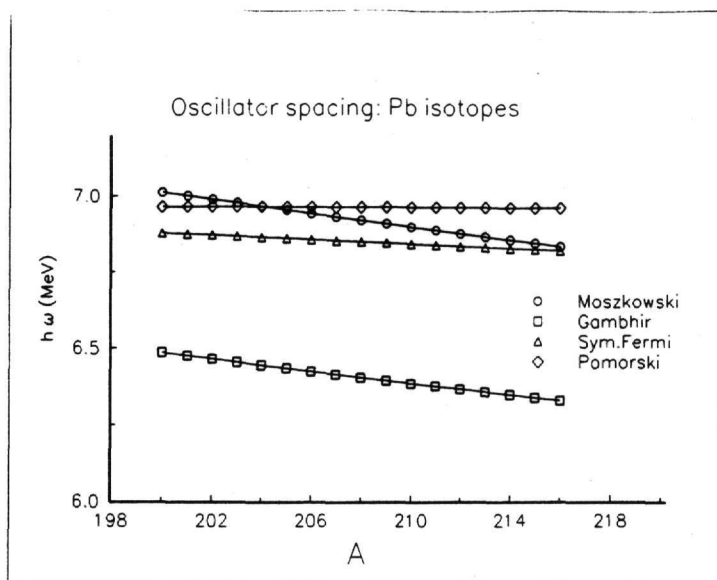 Oscillator spacing: Pb isotopes
7.0
6.5
6.0
h ω (MeV)
Moszkowski
Gambhir
Sym.Fermi
Pomorski
198 202 206 210 214 218
A